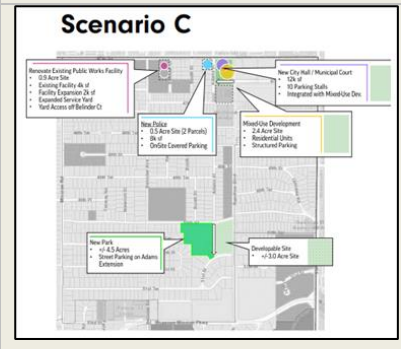 Scenario C
Renovate Existing Public Works Facility
• 0.9 Acre Site
• Existing Facility 4k sf
• Facility Expansion 2k sf
• Expanded Service Yard
• Yard Access off Belinder Ct
New City Hall / Municipal Court
• 12k sf
• 10 Parking Stalls
• Integrated with Mixed-Use Dev.
New Police
• 0.5 Acre Site (2 Parcels)
• 8k sf
• OnSite Covered Parking
Mixed-Use Development
• 2.4 Acre Site
• Residential Units
• Structured Parking
New Park
• +/-4.5 Acres
• Street Parking on Adams
Extension
Developable Site
• +/-3.0 Acre Site